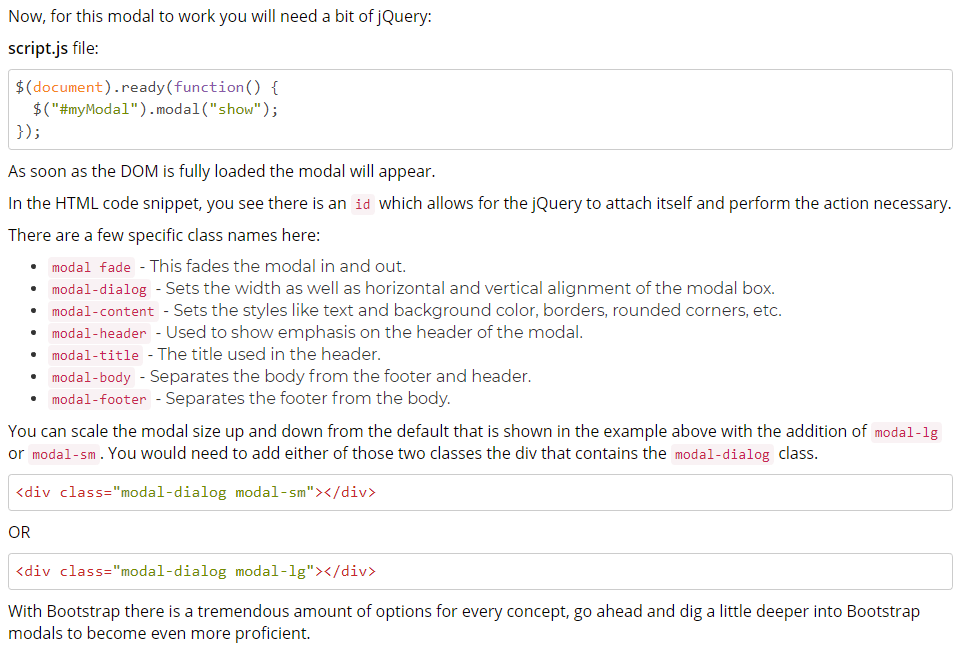 Now, for this modal to work you will need a bit of jQuery:
script.js file:
$(document).ready(function() {
  $("#myModal").modal("show");
});
As soon as the DOM is fully loaded the modal will appear.
In the HTML code snippet, you see there is an id which allows for the jQuery to attach itself and perform the action necessary.
There are a few specific class names here:
• modal fade - This fades the modal in and out.
• modal-dialog - Sets the width as well as horizontal and vertical alignment of the modal box.
• modal-content - Sets the styles like text and background color, borders, rounded corners, etc.
• modal-header - Used to show emphasis on the header of the modal.
• modal-title - The title used in the header.
• modal-body - Separates the body from the footer and header.
• modal-footer - Separates the footer from the body.
You can scale the modal size up and down from the default that is shown in the example above with the addition of modal-lg
or modal-sm. You would need to add either of those two classes the div that contains the modal-dialog class.
<div class="modal-dialog modal-sm"></div>
OR
<div class="modal-dialog modal-lg"></div>
With Bootstrap there is a tremendous amount of options for every concept, go ahead and dig a little deeper into Bootstrap
modals to become even more proficient.